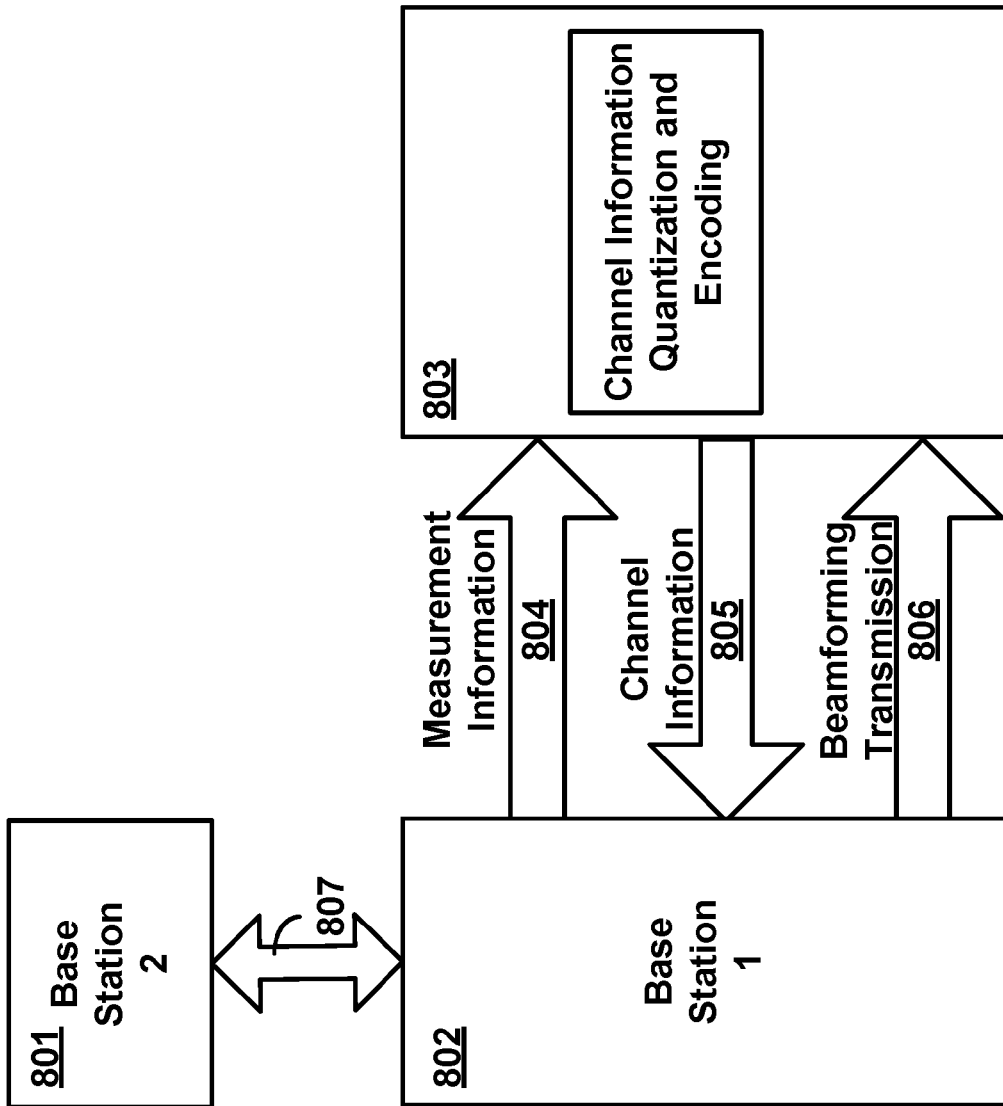 801
Base
Station
2
807
802
Base
Station
1
Measurement
Information
804
Channel
Information
805
Beamforming
Transmission
806
803
Channel Information
Quantization and
Encoding